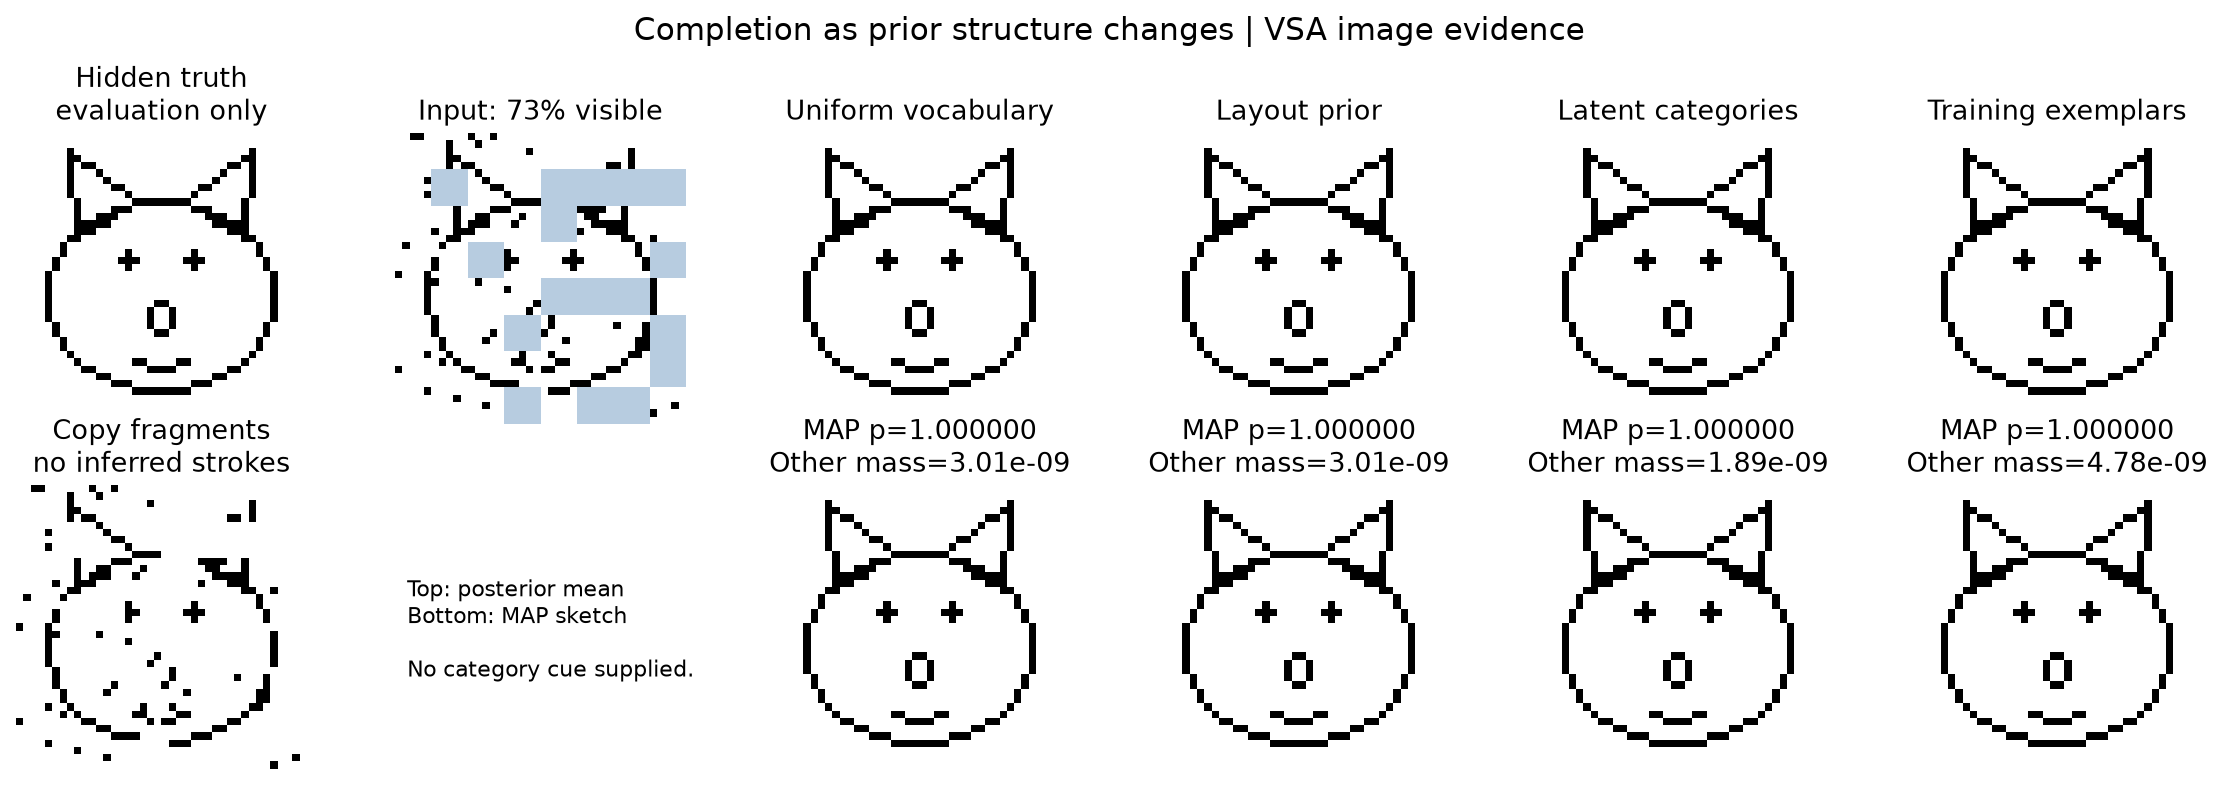 Completion as prior structure changes | VSA image evidence
Hidden truth
evaluation only
Input: 73% visible
Uniform vocabulary
Layout prior
Latent categories
Training exemplars
Copy fragments
no inferred strokes
MAP p=1.000000
Other mass=3.01e-09
MAP p=1.000000
Other mass=3.01e-09
MAP p=1.000000
Other mass=1.89e-09
MAP p=1.000000
Other mass=4.78e-09
Top: posterior mean
Bottom: MAP sketch
No category cue supplied.